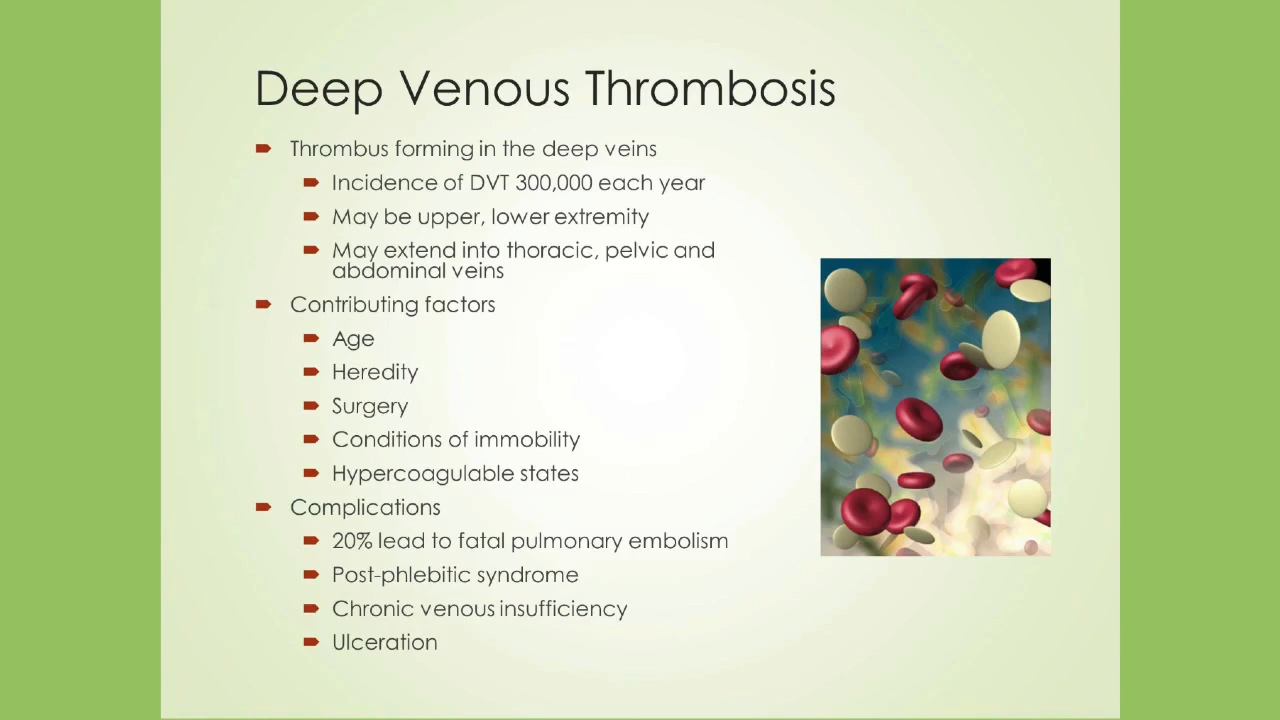 Deep Venous Thrombosis
Thrombus forming in the deep veins
Incidence of DVT 300,000 each year
May be upper, lower extremity
May extend into thoracic, pelvic and
abdominal veins
Contributing factors
Age
Heredity
Surgery
Conditions of immobility
Hypercoagulable states
Complications
20% lead to fatal pulmonary embolism
Post-phlebitic syndrome
Chronic venous insufficiency
Ulceration